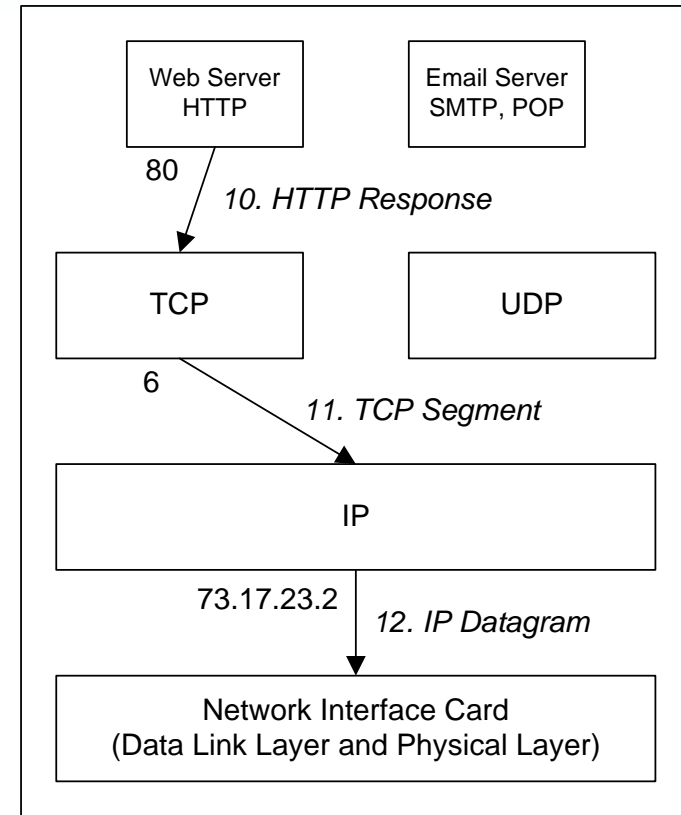 Web Server
HTTP
Email Server
SMTP, POP
80
10. HTTP Response
TCP
UDP
6
11. TCP Segment
IP
73.17.23.2
12. IP Datagram
Network Interface Card
(Data Link Layer and Physical Layer)